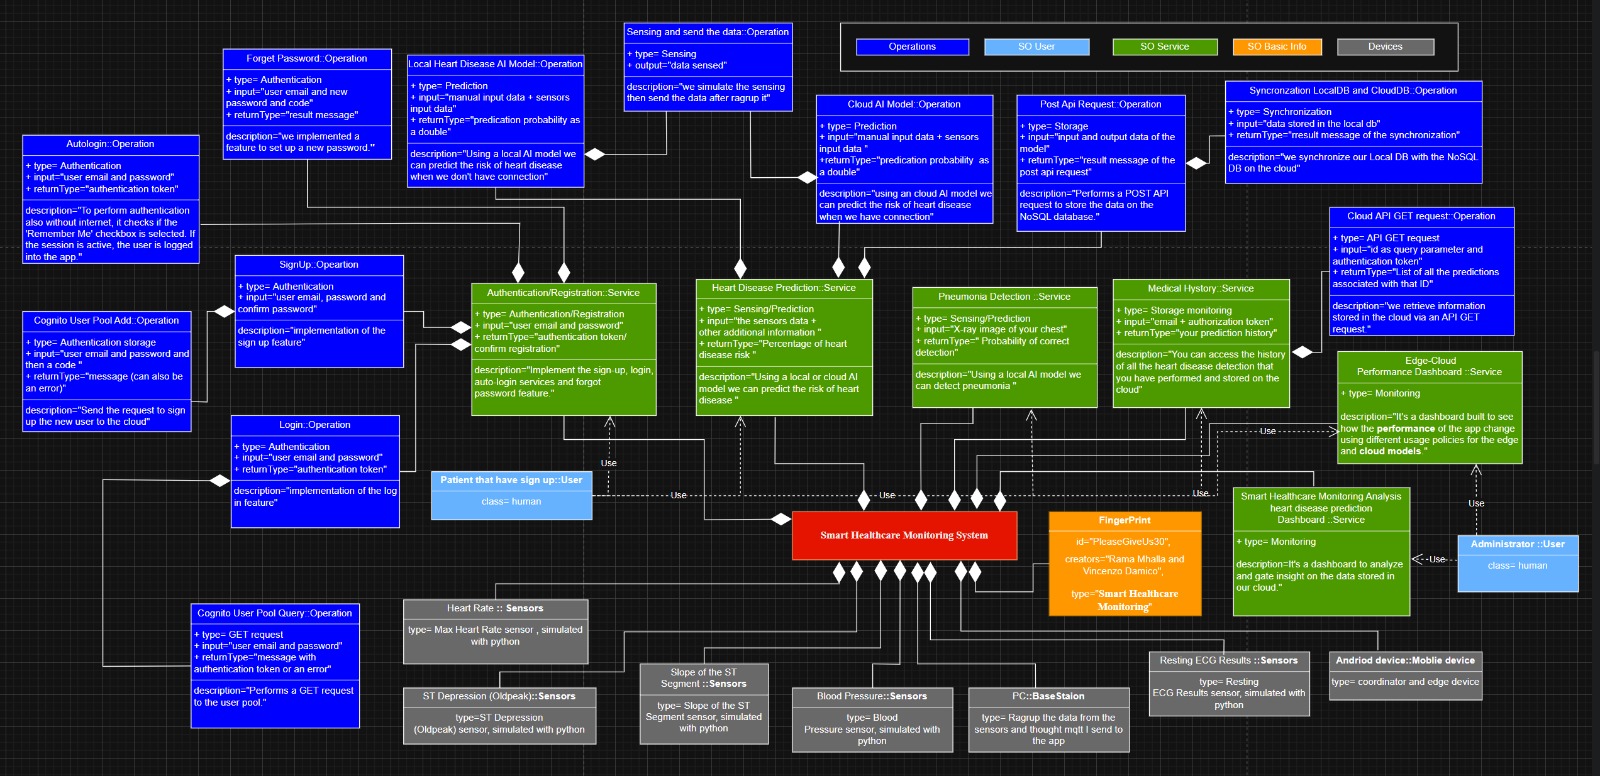 Operations
SO User
SO Service
SO Basic Info
Devices
Sensing and send the data::Operation
+ type= Sensing
+ output="data sensed"
description="we simulate the sensing
then send the data after ragrup it"
Forget Password::Operation
+ type= Authentication
+ input="user email and new
password and code"
+ returnType="result message"
description="we implemented a
feature to set up a new password."
Local Heart Disease AI Model::Operation
+ type= Prediction
+ input="manual input data + sensors
input data"
+ returnType="predication probability as
a double"
description="Using a local AI model we
can predict the risk of heart disease
when we don't have connection"
Cloud AI Model::Operation
+ type= Prediction
+ input="manual input data + sensors
input data "
+returnType="predication probability as
a double"
description="using an cloud AI model we
can predict the risk of heart disease
when we have connection"
Post Api Request::Operation
+ type= Storage
+ input="input and output data of the
model"
+ returnType="result message of the
post api request"
description="Performs a POST API
request to store the data on the
NoSQL database."
Syncronzation LocalDB and CloudDB::Operation
+ type= Synchronization
+ input="data stored in the local db"
+ returnType="rresult message of the synchronization"
description="we synchronize our Local DB with the NoSQL
DB on the cloud"
Autologin::Operation
+ type= Authentication
+ input="user email and password"
+ returnType="authentication token"
description="To perform authentication
also without internet, it checks if the
'Remember Me' checkbox is selected. If
the session is active, the user is logged
into the app."
Cloud API GET request::Operation
+ type= API GET request
+ input="id as query parameter and
authentication token"
+ returnType="List of all the predictions
associated with that ID"
description="we retrieve information
stored in the cloud via an API GET
request."
SignUp::Opeartion
+ type= Authentication
+ input="user email, password and
confirm password"
description="implementation of the
sign up feature"
Cognito User Pool Add::Operation
+ type= Authentication storage
+ input="user email and password and
then a code "
+ returnType="message (can also be
an error)"
description="Send the request to sign
up the new user to the cloud"
Authentication/Registration::Service
+ type= Authentication/Registration
+ input="user email and password"
+ returnType="authentication token/
confirm registration"
description="Implement the sign-up, login,
auto-login services and forgot
password feature."
Heart Disease Prediction::Service
+ type= Sensing/Prediction
+ input="the sensors data +
other additional information "
+ returnType="Percentage of heart
disease risk "
description="Using a local or cloud AI
model we can predict the risk of heart
disease "
Pneumonia Detection ::Service
+ type= Sensing/Prediction
+ input="X-ray image of your chest"
+ returnType=" Probability of correct
detection"
description="Using a local AI model we
can detect pneumonia "
Medical Hystory::Service
+ type= Storage monitoring
+ input="email + authorization token"
+ returnType="your prediction history"
description="You can access the history
of all the heart disease detection that
you have performed and stored on the
cloud"
Edge-Cloud
Performance Dashboard ::Service
+ type= Monitoring
description="It's a dashboard built to see
how the performance of the app change
using different usage policies for the
edge and cloud models ."
Login::Operation
+ type= Authentication
+ input="user email and password"
+ returnType="authentication token"
description="implementation of the log
in feature"
Use
Use
Use
Use
Use
Use
Use
Patient that have sign up::User
class= human
Smart Healthcare Monitoring System
FingerPrint
id="PleaseGiveUs30",
creators="Rama Mhalla and
Vincenzo Damico",
type="Smart Healthcare
Monitoring"
Smart Healthcare Monitoring Analysis
heart disease prediction
Dashboard ::Service
+ type= Monitoring
description=It's a dashboard to analyze
and gate insight on the data stored in
our cloud."
Administrator ::User
class= human
Cognito User Pool Query::Operation
+ type= GET request
+ input="user email and password"
+ returnType="message with
authentication token or an error"
description="Performs a GET request
to the user pool."
Heart Rate :: Sensors
type= Max Heart Rate sensor , simulated
with python
ST Depression (Oldpeak)::Sensors
type=ST Depression
(Oldpeak) sensor, simulated with python
Slope of the ST
Segment ::Sensors
type= Slope of the ST
Segment sensor, simulated
with python
Blood Pressure::Sensors
type= Blood
Pressure sensor, simulated with
python
PC::BaseStaion
type= Ragrup the data from the
sensors and thought mqtt I send to
the app
Resting ECG Results ::Sensors
type= Resting
ECG Results sensor, simulated with
python
Andriod device::Moblie device
type= coordinator and edge device